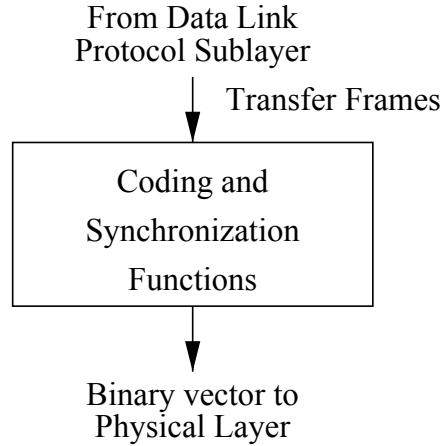 From Data Link
Protocol Sublayer
Transfer Frames
Coding and
Synchronization
Functions
Binary vector to
Physical Layer